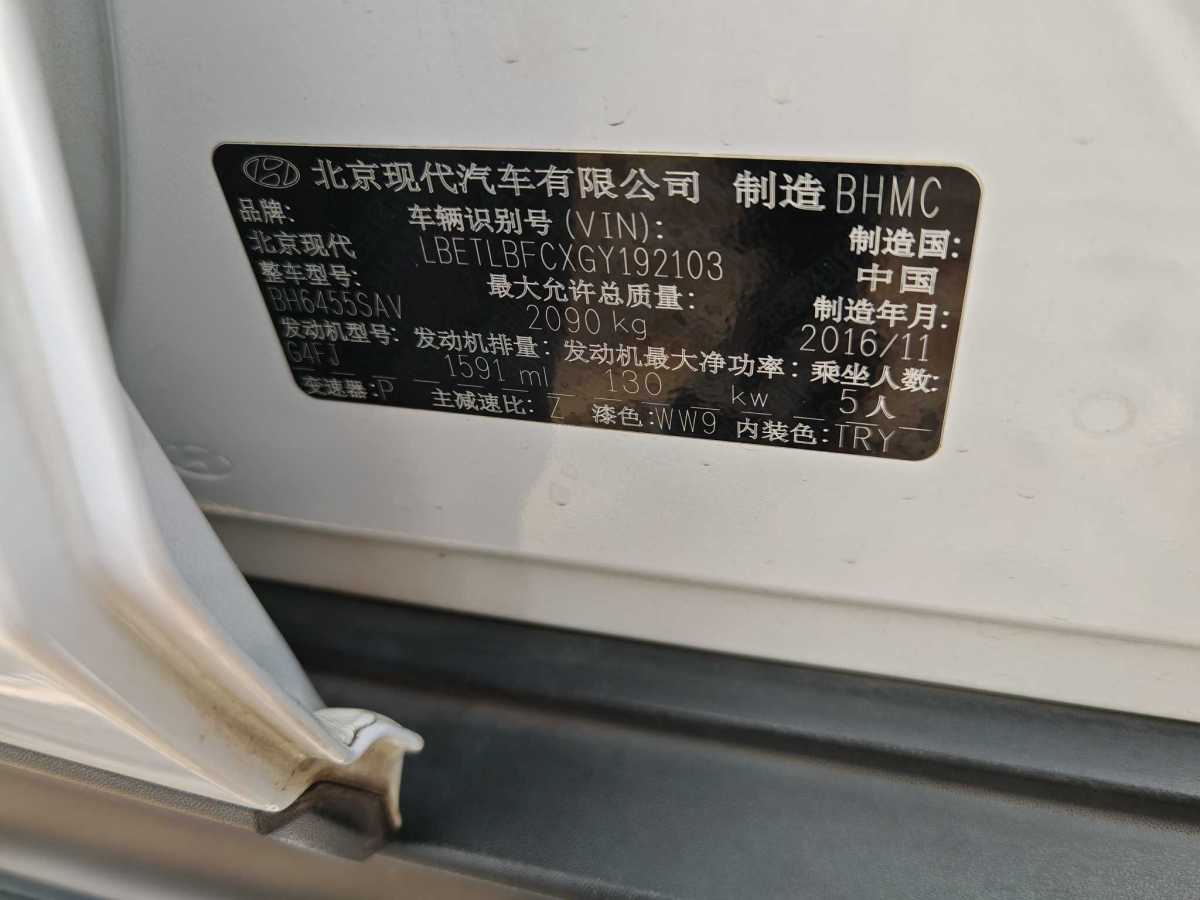 北京现代汽车有限公司 制造 BHMC
品牌: 车辆识别号 (VIN): 制造国:
北京现代 LBETLBFCXGY192103 中国
整车型号: 最大允许总质量: 制造年月:
BH6455SAV 2090 kg 2016/11
发动机型号: 发动机排量: 发动机最大净功率: 乘坐人数:
G4FJ 1591 ml 130 kw 5人
变速器:P 主减速比: Z 漆色:WW9 内装色:TRY